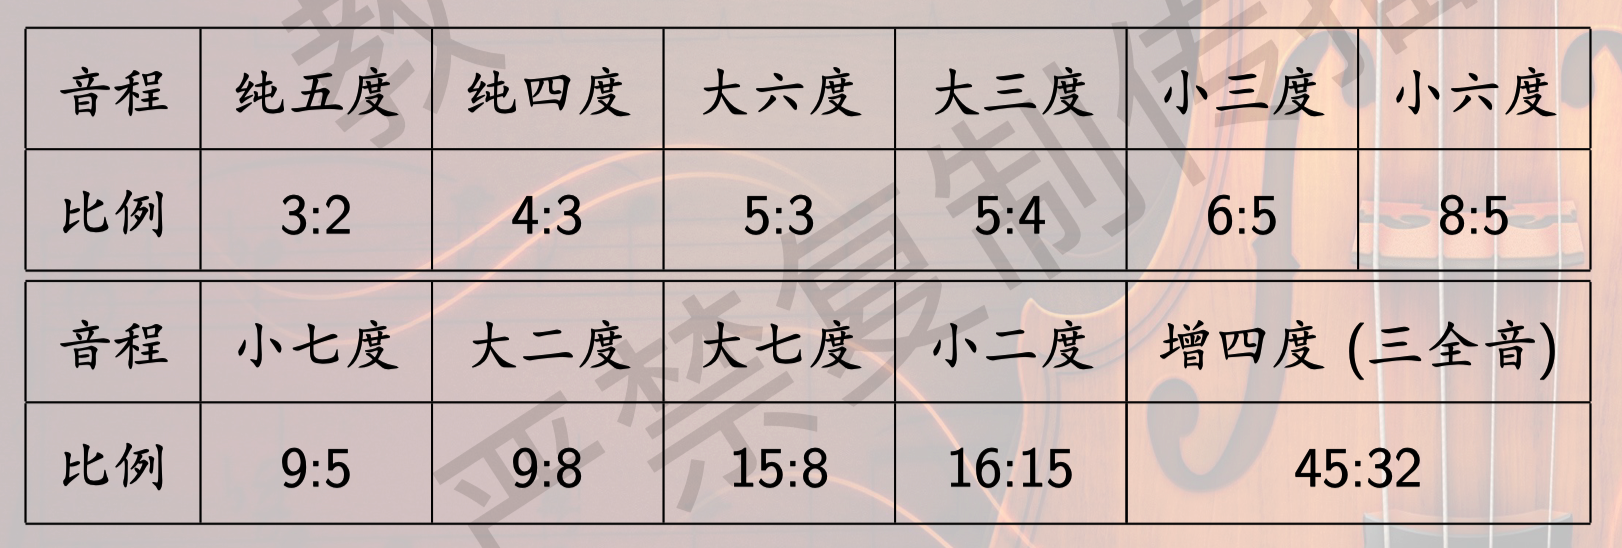 音程 纯五度 纯四度 大六度 大三度 小三度 小六度
比例 3:2 4:3 5:3 5:4 6:5 8:5
音程 小七度 大二度 大七度 小二度 增四度 (三全音)
比例 9:5 9:8 15:8 16:15 45:32
教
严禁复制传播